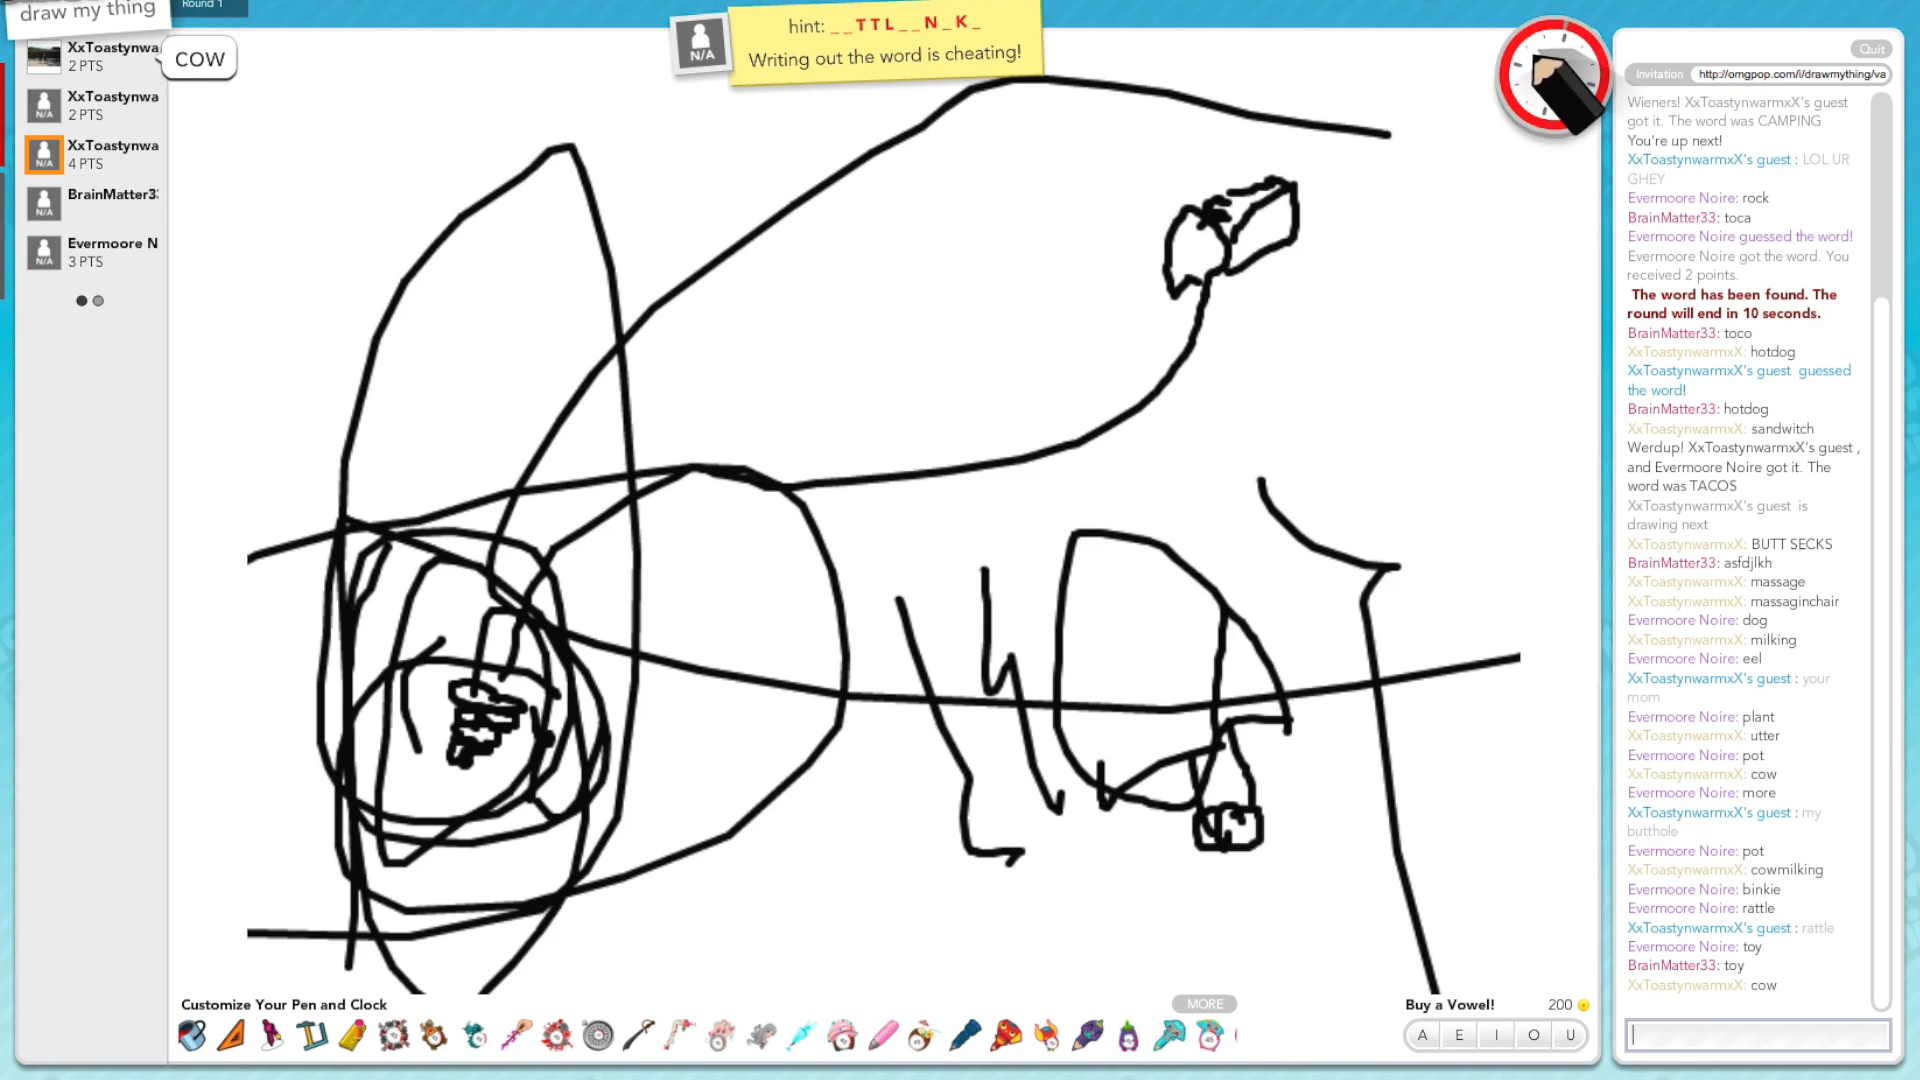 draw my thing
Round 1
XxToastynwa
2 PTS
COW
XxToastynwa
2 PTS
XxToastynwa
4 PTS
BrainMatter3
Evermoore N
3 PTS
N/A
N/A
N/A
N/A
N/A
hint: _ _ T T L _ _ N _ K _
Writing out the word is cheating!
Quit
Invitation http://omgpop.com/i/drawmything/va
Wieners! XxToastynwarmxX's guest
got it. The word was CAMPING
You're up next!
XxToastynwarmxX's guest : LOL UR
GHEY
Evermoore Noire: rock
BrainMatter33: toca
Evermoore Noire guessed the word!
Evermoore Noire got the word. You
received 2 points.
The word has been found. The
round will end in 10 seconds.
BrainMatter33: toco
XxToastynwarmxX: hotdog
XxToastynwarmxX's guest guessed
the word!
BrainMatter33: hotdog
XxToastynwarmxX: sandwitch
Werdup! XxToastynwarmxX's guest ,
and Evermoore Noire got it. The
word was TACOS
XxToastynwarmxX's guest is
drawing next
XxToastynwarmxX: BUTT SECKS
BrainMatter33: asfdjlkh
XxToastynwarmxX: massage
XxToastynwarmxX: massaginchair
Evermoore Noire: dog
XxToastynwarmxX: milking
Evermoore Noire: eel
XxToastynwarmxX's guest : your
mom
Evermoore Noire: plant
XxToastynwarmxX: utter
Evermoore Noire: pot
XxToastynwarmxX: cow
Evermoore Noire: more
XxToastynwarmxX's guest : my
butthole
Evermoore Noire: pot
XxToastynwarmxX: cowmilking
Evermoore Noire: binkie
Evermoore Noire: rattle
XxToastynwarmxX's guest : rattle
Evermoore Noire: toy
BrainMatter33: toy
XxToastynwarmxX: cow
Customize Your Pen and Clock
MORE
Buy a Vowel! 200
A E I O U